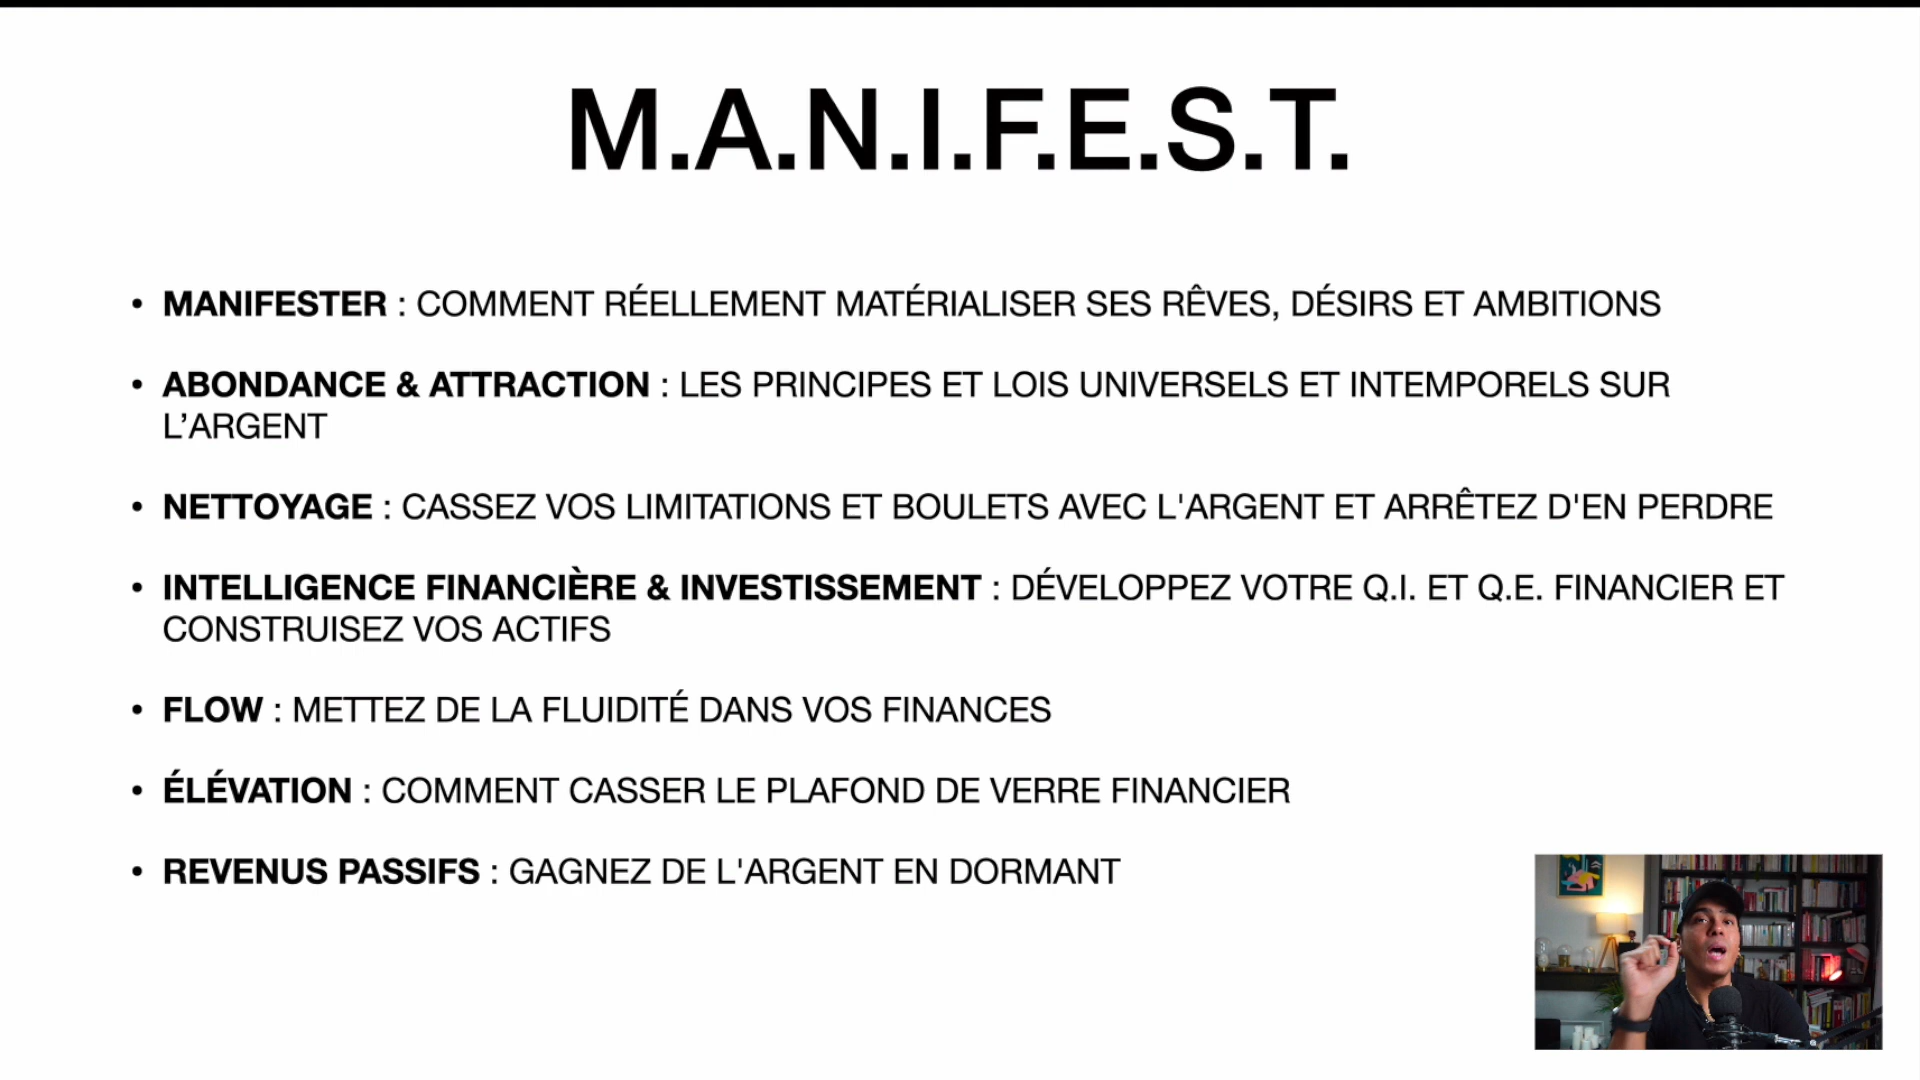 M.A.N.I.F.E.S.T.
• MANIFESTER : COMMENT RÉELLEMENT MATÉRIALISER SES RÊVES, DÉSIRS ET AMBITIONS
• ABONDANCE & ATTRACTION : LES PRINCIPES ET LOIS UNIVERSELS ET INTEMPORELS SUR
L’ARGENT
• NETTOYAGE : CASSEZ VOS LIMITATIONS ET BOULETS AVEC L'ARGENT ET ARRÊTEZ D'EN PERDRE
• INTELLIGENCE FINANCIÈRE & INVESTISSEMENT : DÉVELOPPEZ VOTRE Q.I. ET Q.E. FINANCIER ET
CONSTRUISEZ VOS ACTIFS
• FLOW : METTEZ DE LA FLUIDITÉ DANS VOS FINANCES
• ÉLÉVATION : COMMENT CASSER LE PLAFOND DE VERRE FINANCIER
• REVENUS PASSIFS : GAGNEZ DE L'ARGENT EN DORMANT